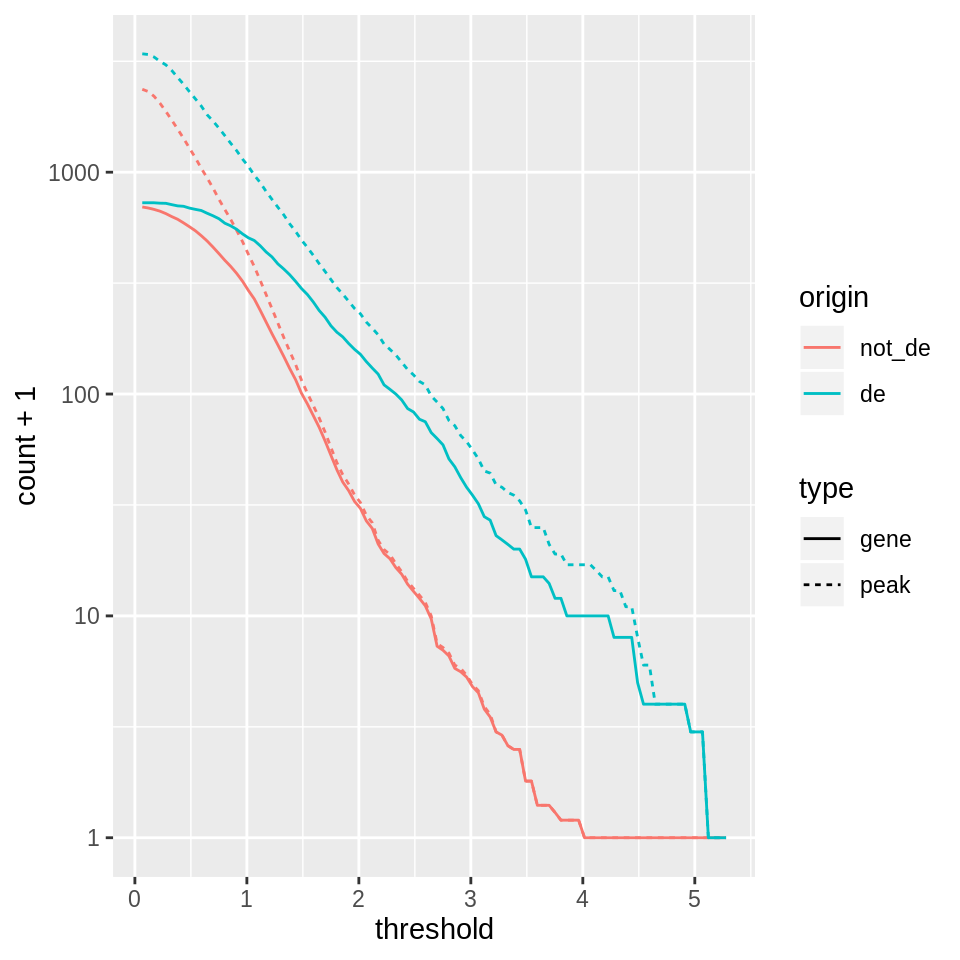 1000
100
10
1
count + 1
0 1 2 3 4 5
threshold
origin
not_de
de
type
gene
peak